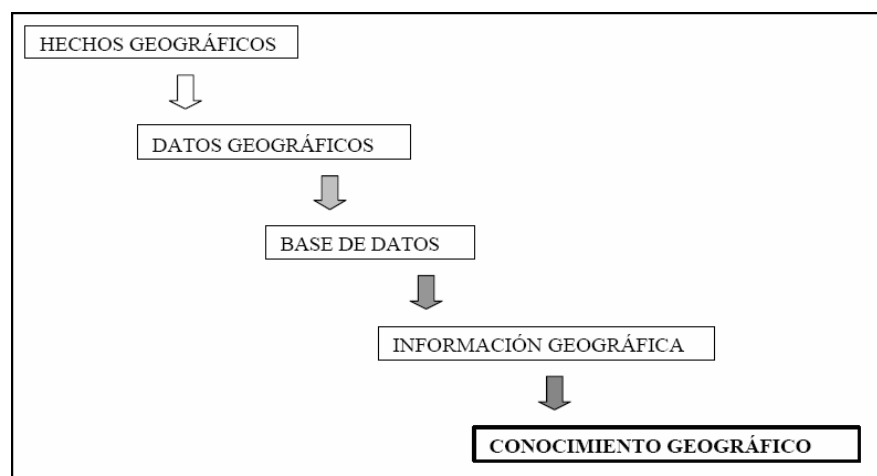 HECHOS GEOGRÁFICOS
DATOS GEOGRÁFICOS
BASE DE DATOS
INFORMACIÓN GEOGRÁFICA
CONOCIMIENTO GEOGRÁFICO